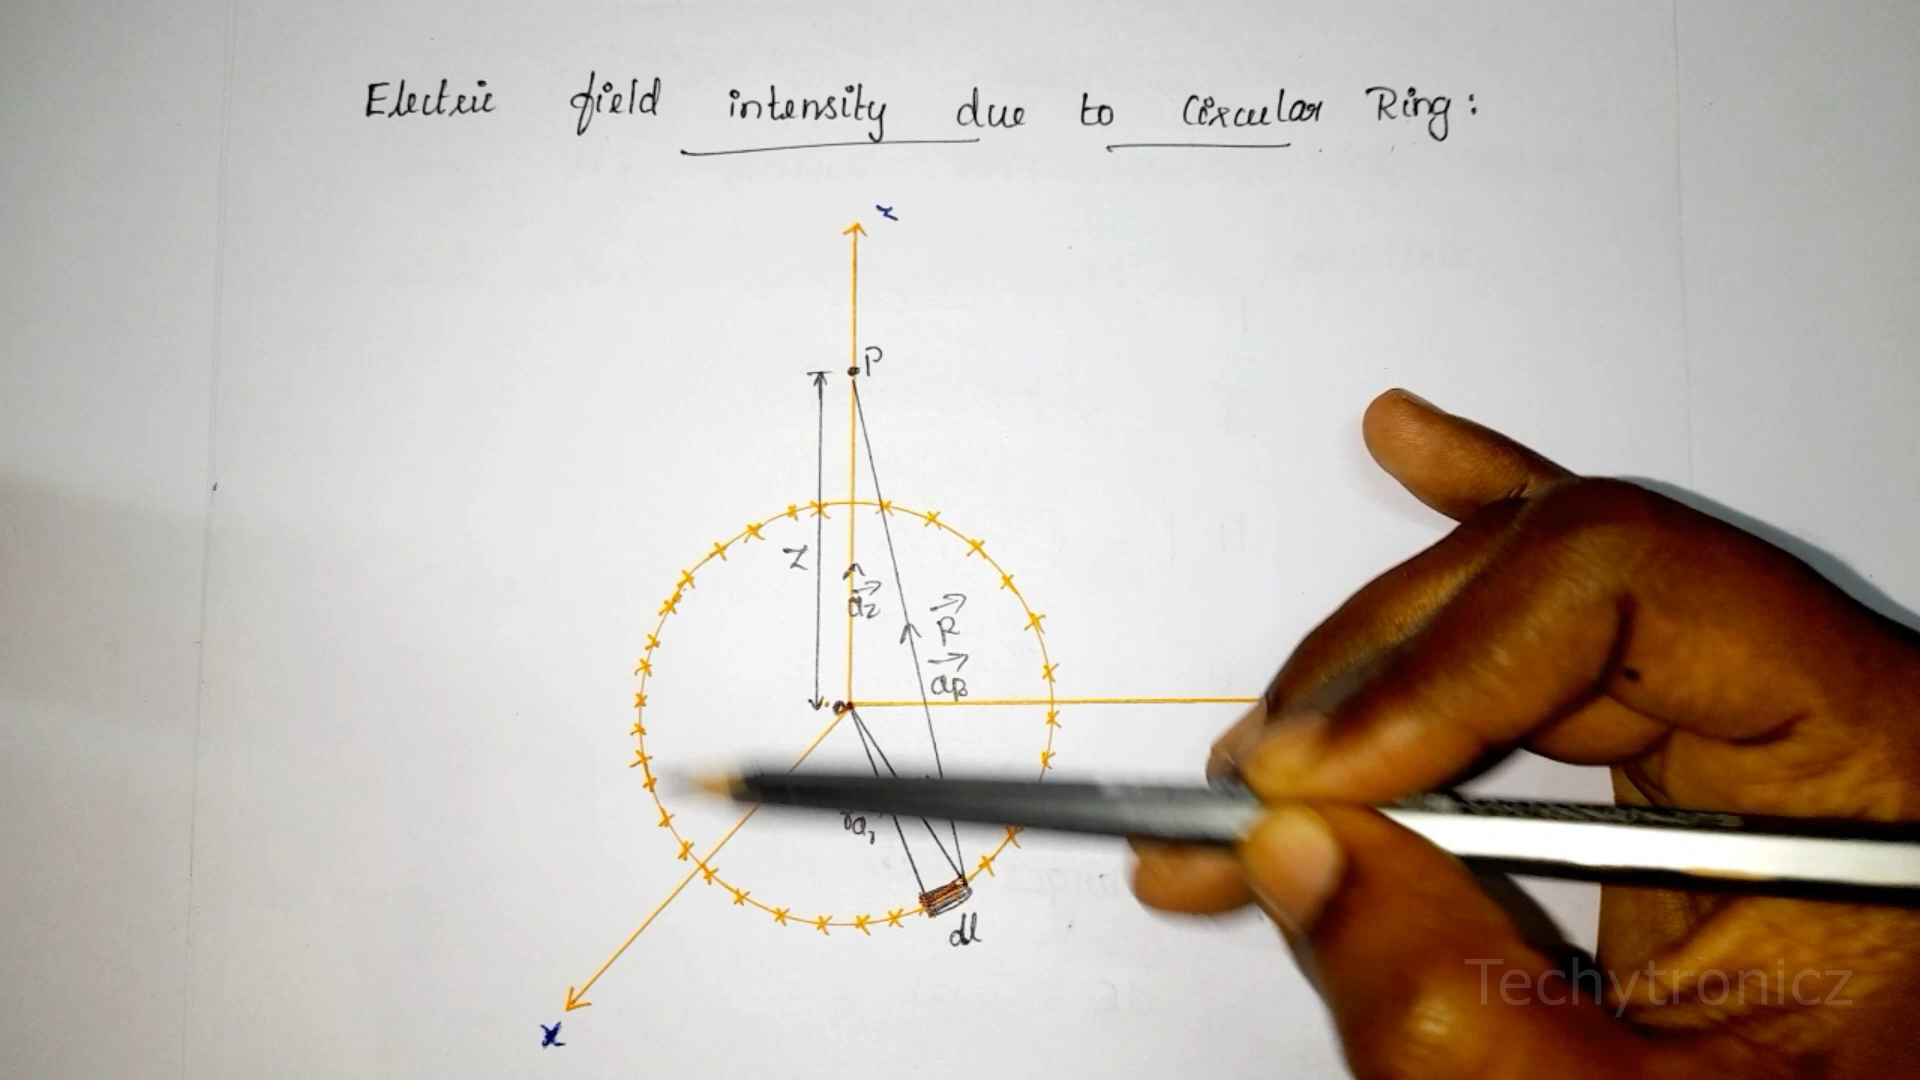 Electric field intensity due to Circular Ring:
z
P
z
az
R
aR
o
dl
x
Techytronicz